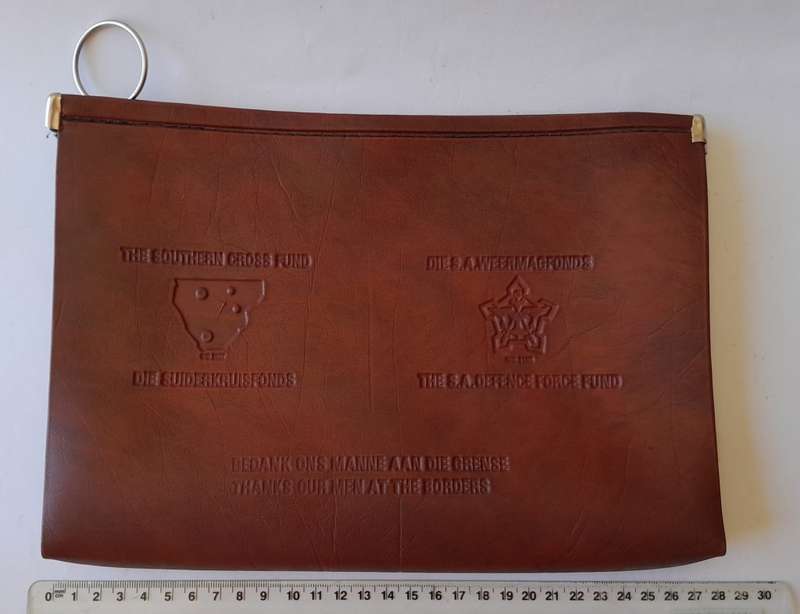 THE SOUTHERN CROSS FUND
DIE SUIDERKRUISFONDS
DIE S.A. WEERMAGFONDS
THE S.A. DEFENCE FORCE FUND
BEDANK ONS MANNE AAN DIE GRENSE
THANKS OUR MEN AT THE BORDERS
0 mm 1 2 3 4 5 6 7 8 9 10 11 12 13 14 15 16 17 18 19 20 21 22 23 24 25 26 27 28 29 30
CM